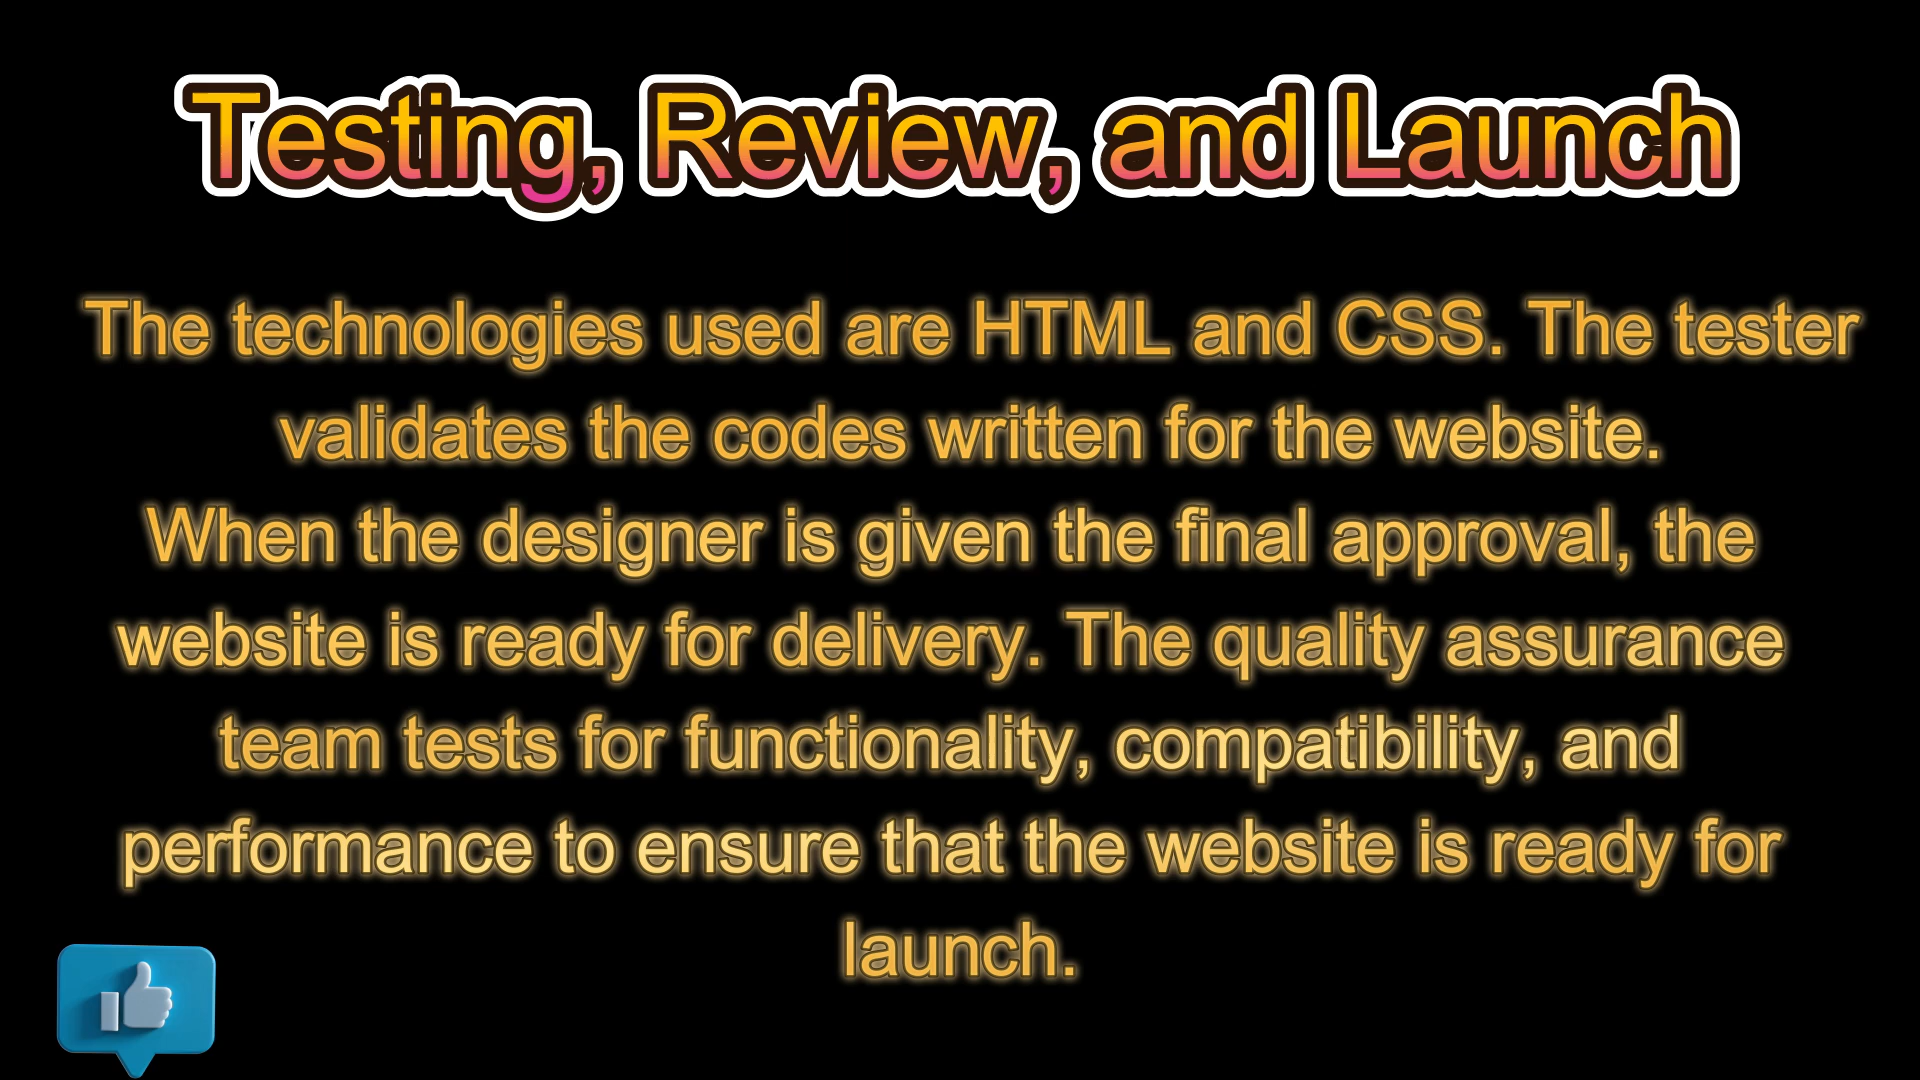 Testing, Review, and Launch
The technologies used are HTML and CSS. The tester
validates the codes written for the website.
When the designer is given the final approval, the
website is ready for delivery. The quality assurance
team tests for functionality, compatibility, and
performance to ensure that the website is ready for
launch.